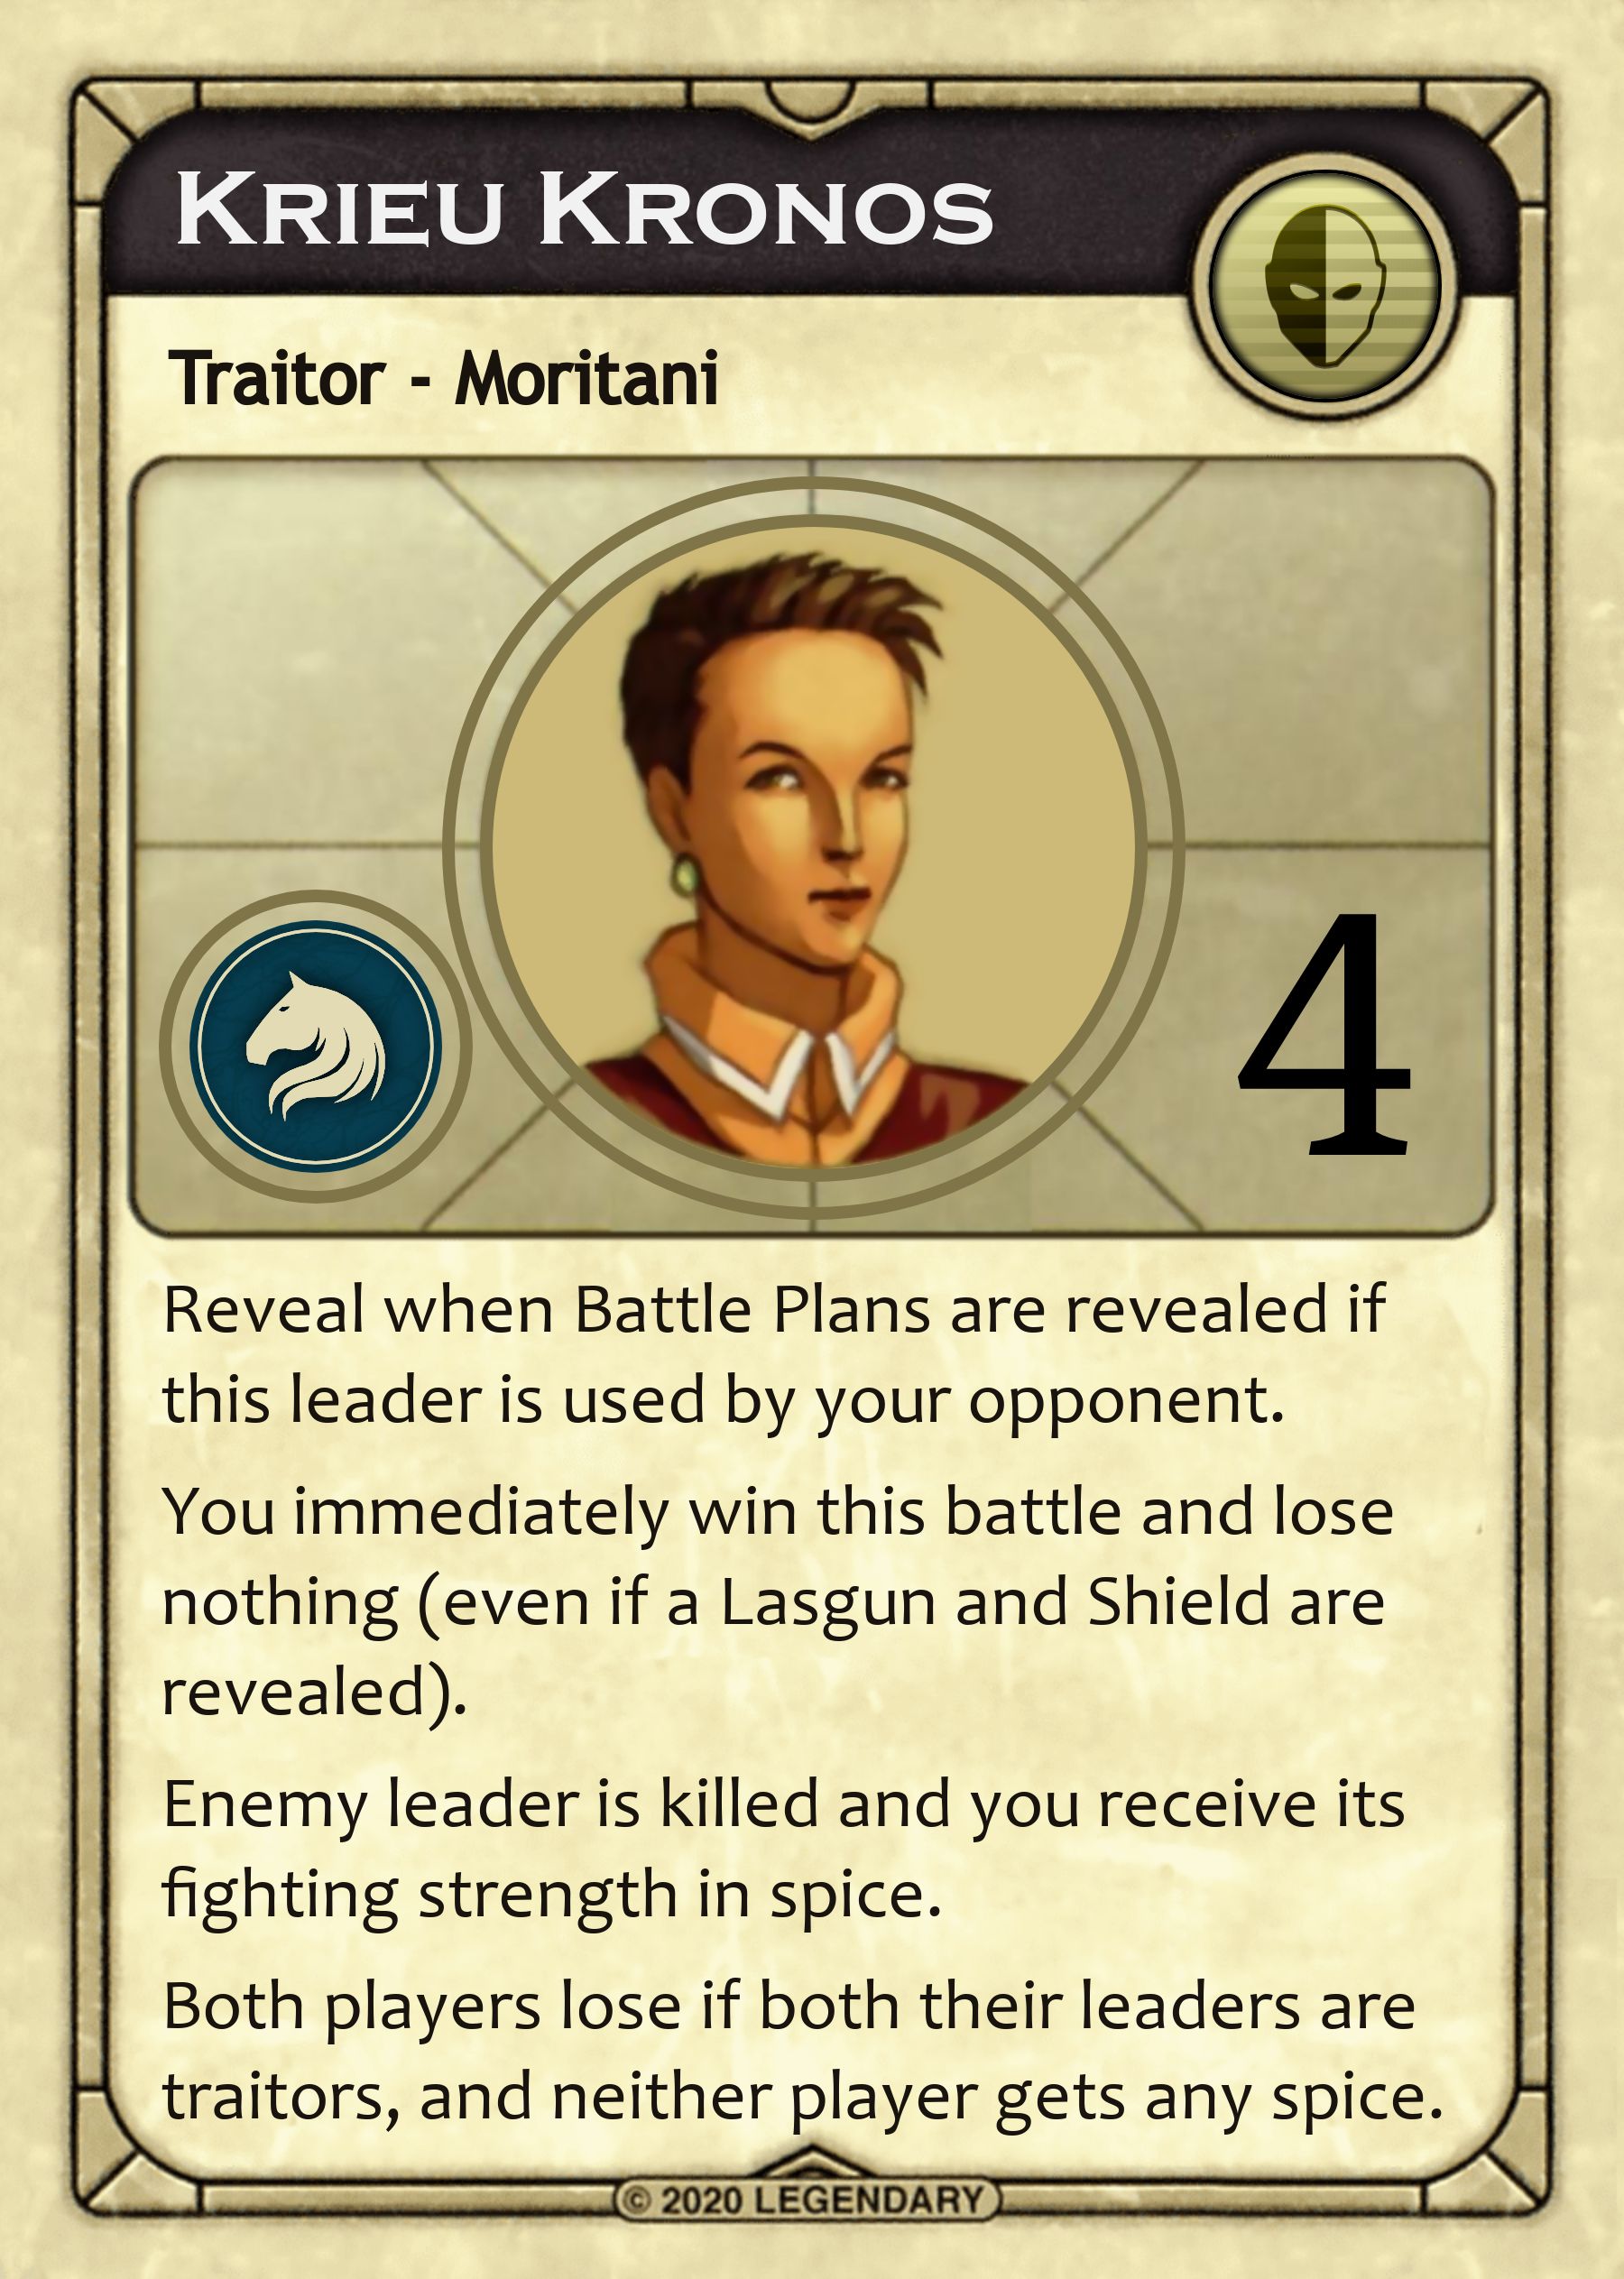 Krieu Kronos
Traitor - Moritani
4
Reveal when Battle Plans are revealed if
this leader is used by your opponent.
You immediately win this battle and lose
nothing (even if a Lasgun and Shield are
revealed).
Enemy leader is killed and you receive its
fighting strength in spice.
Both players lose if both their leaders are
traitors, and neither player gets any spice.
© 2020 LEGENDARY